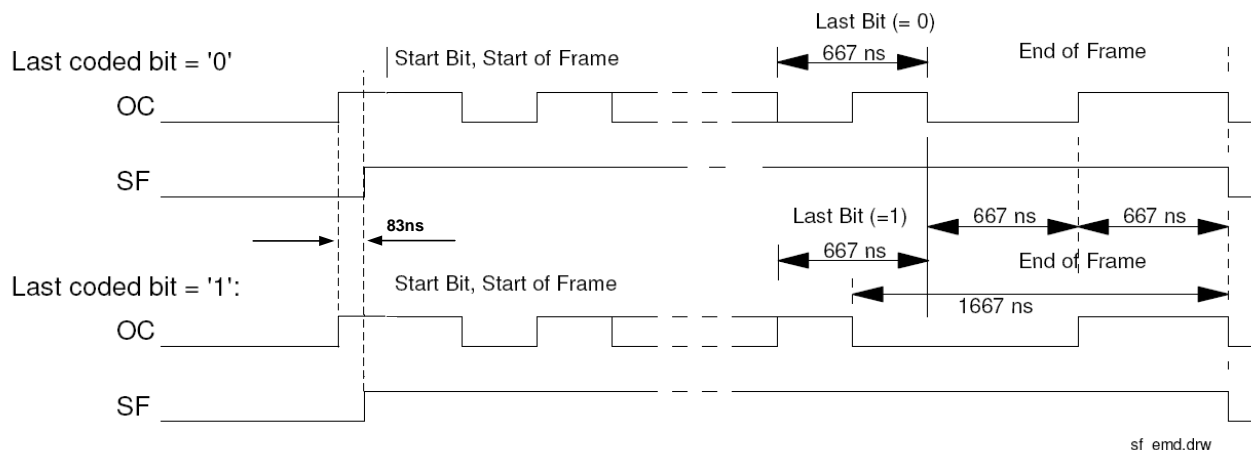 Last Bit (= 0)
Last coded bit = '0'
Start Bit, Start of Frame
667 ns
End of Frame
OC
SF
Last Bit (=1)
667 ns
667 ns
83ns
667 ns
End of Frame
Last coded bit = '1':
Start Bit, Start of Frame
1667 ns
OC
SF
sf_emd.drw